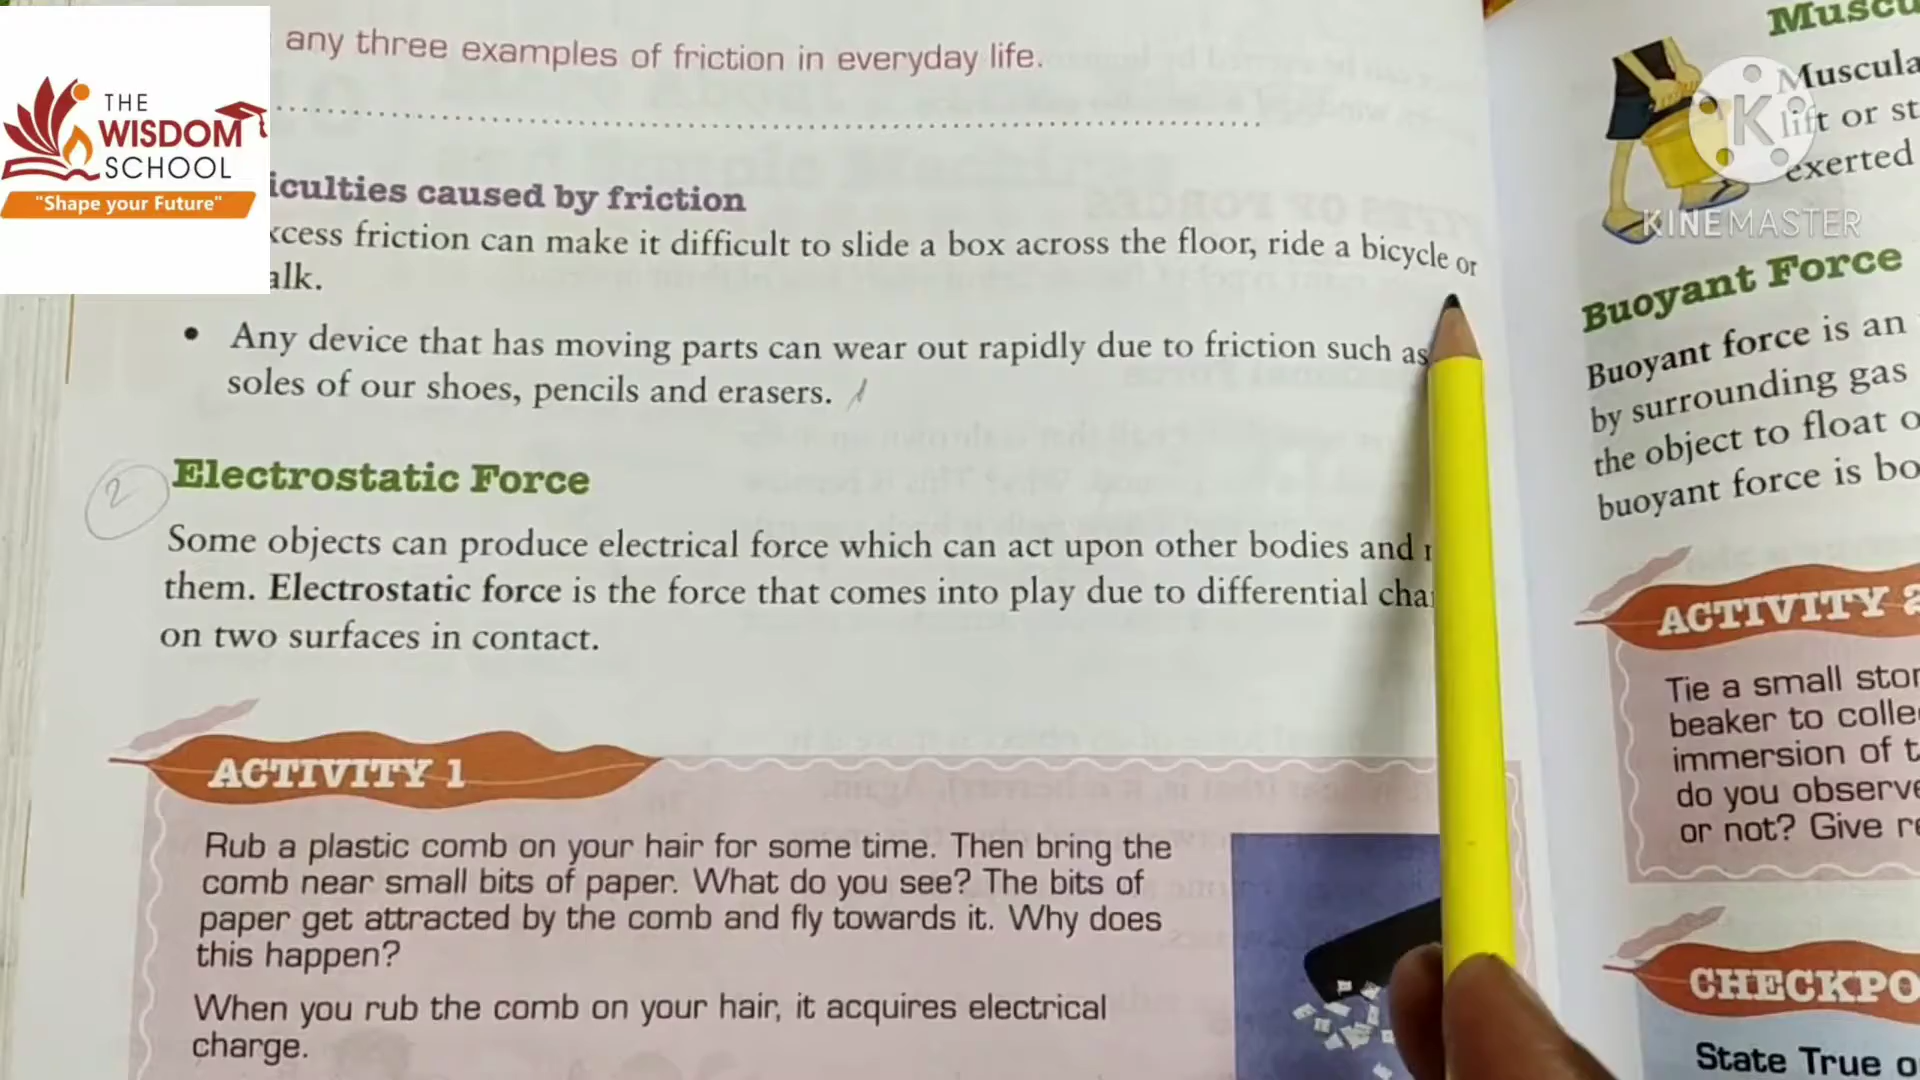 any three examples of friction in everyday life.
THE
WISDOM
SCHOOL
"Shape your Future"
iculties caused by friction
xcess friction can make it difficult to slide a box across the floor, ride a bicycle or
alk.
• Any device that has moving parts can wear out rapidly due to friction such as
soles of our shoes, pencils and erasers.
2
Electrostatic Force
Some objects can produce electrical force which can act upon other bodies and
them. Electrostatic force is the force that comes into play due to differential cha
on two surfaces in contact.
ACTIVITY 1
Rub a plastic comb on your hair for some time. Then bring the
comb near small bits of paper. What do you see? The bits of
paper get attracted by the comb and fly towards it. Why does
this happen?
When you rub the comb on your hair, it acquires electrical
charge.
Muscu
Muscula
lift or st
exerted
K
KINEMASTER
Buoyant Force
Buoyant force is an
by surrounding gas
the object to float o
buoyant force is bo
ACTIVITY 2
Tie a small stor
beaker to colle
immersion of t
do you observe
or not? Give re
CHECKPO
State True o